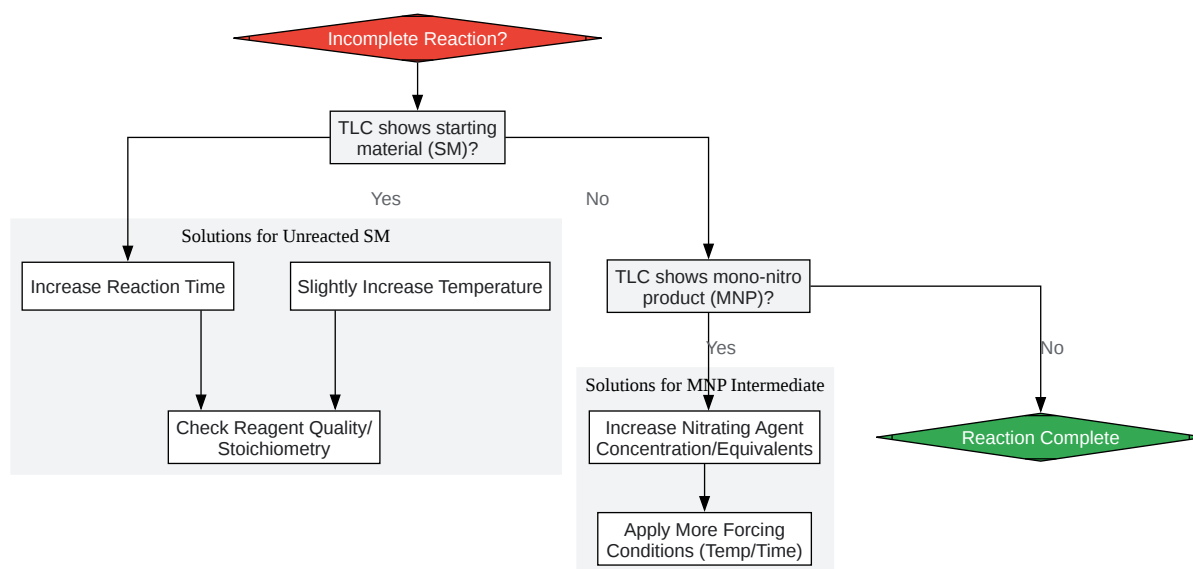 Incomplete Reaction?
TLC shows starting
material (SM)?
Yes
No
Solutions for Unreacted SM
Increase Reaction Time
Slightly Increase Temperature
TLC shows mono-nitro
product (MNP)?
Yes
No
Solutions for MNP Intermediate
Check Reagent Quality/
Stoichiometry
Increase Nitrating Agent
Concentration/Equivalents
Reaction Complete
Apply More Forcing
Conditions (Temp/Time)